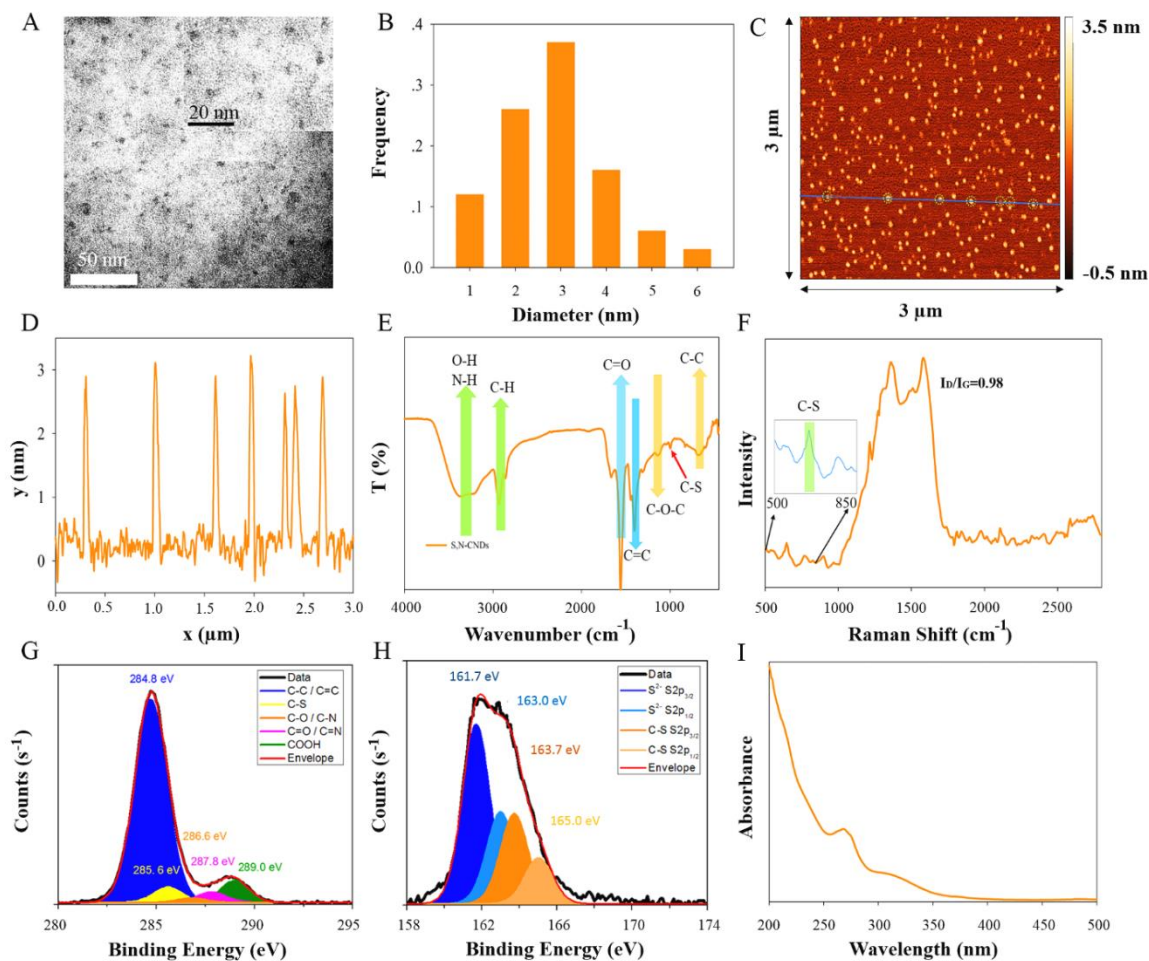 A
20 nm
50 nm
B
Frequency
.4
.3
.2
.1
0.0
1 2 3 4 5 6
Diameter (nm)
C
3 µm
3.5 nm
-0.5 nm
3 µm
D
y (nm)
3
2
1
0
0.0 0.5 1.0 1.5 2.0 2.5 3.0
x (µm)
E
T (%)
O-H
N-H
C-H
C=O
C-C
C-S
C-O-C
C=C
S,N-CNDs
4000 3000 2000 1000
Wavenumber (cm-1)
F
Intensity
C-S
500 850
ID/IG=0.98
500 1000 1500 2000 2500
Raman Shift (cm-1)
G
Counts (s-1)
284.8 eV
Data
C-C / C=C
C-S
C-O / C-N
C=O / C=N
COOH
Envelope
286.6 eV
285.6 eV
287.8 eV
289.0 eV
280 285 290 295
Binding Energy (eV)
H
Counts (s-1)
161.7 eV
163.0 eV
163.7 eV
165.0 eV
Data
S2- S2p3/2
S2- S2p1/2
C-S S2p3/2
C-S S2p1/2
Envelope
158 162 166 170 174
Binding Energy (eV)
I
Absorbance
200 250 300 350 400 450 500
Wavelength (nm)